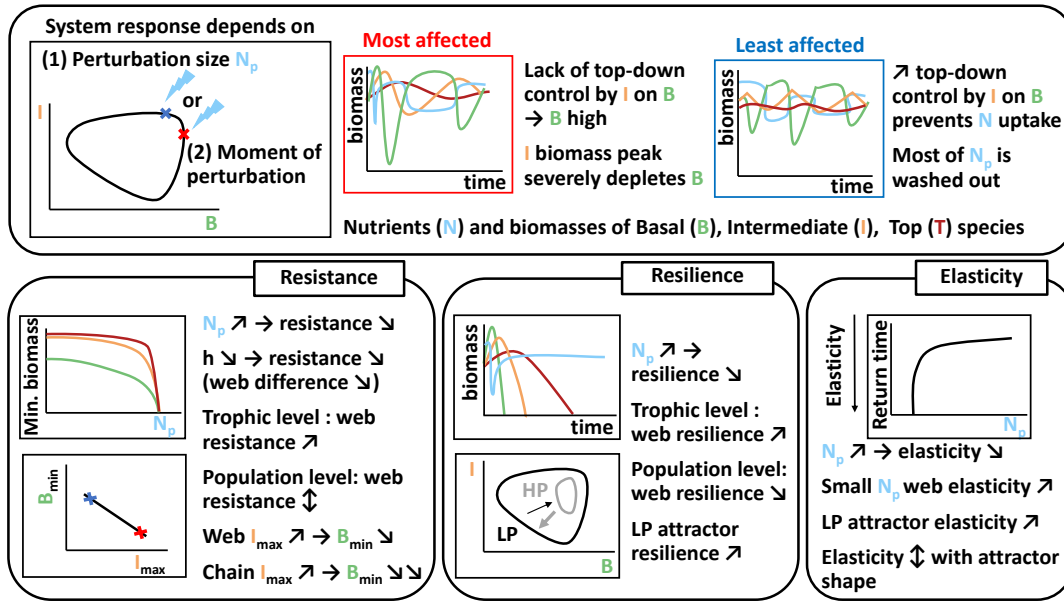 System response depends on
(1) Perturbation size Np
or
(2) Moment of
perturbation
I
B
Most affected
biomass
time
Lack of top-down
control by I on B
→ B high
I biomass peak
severely depletes B
Least affected
biomass
time
↗ top-down
control by I on B
prevents N uptake
Most of Np is
washed out
Nutrients (N) and biomasses of Basal (B), Intermediate (I), Top (T) species
Resistance
Min. biomass
Np
Np ↗ → resistance ↘
h ↘ → resistance ↘
(web difference ↘)
Trophic level : web
resistance ↗
Population level: web
resistance ↕
Bmin
Imax
Web Imax ↗ → Bmin ↘
Chain Imax ↗ → Bmin ↘↘
Resilience
biomass
time
Np ↗ →
resilience ↘
Trophic level :
web resilience ↗
Population level:
web resilience ↘
LP attractor
resilience ↗
I
HP
LP
B
Elasticity
Elasticity
Return time
Np
Np ↗ → elasticity ↘
Small Np web elasticity ↗
LP attractor elasticity ↗
Elasticity ↕ with attractor
shape